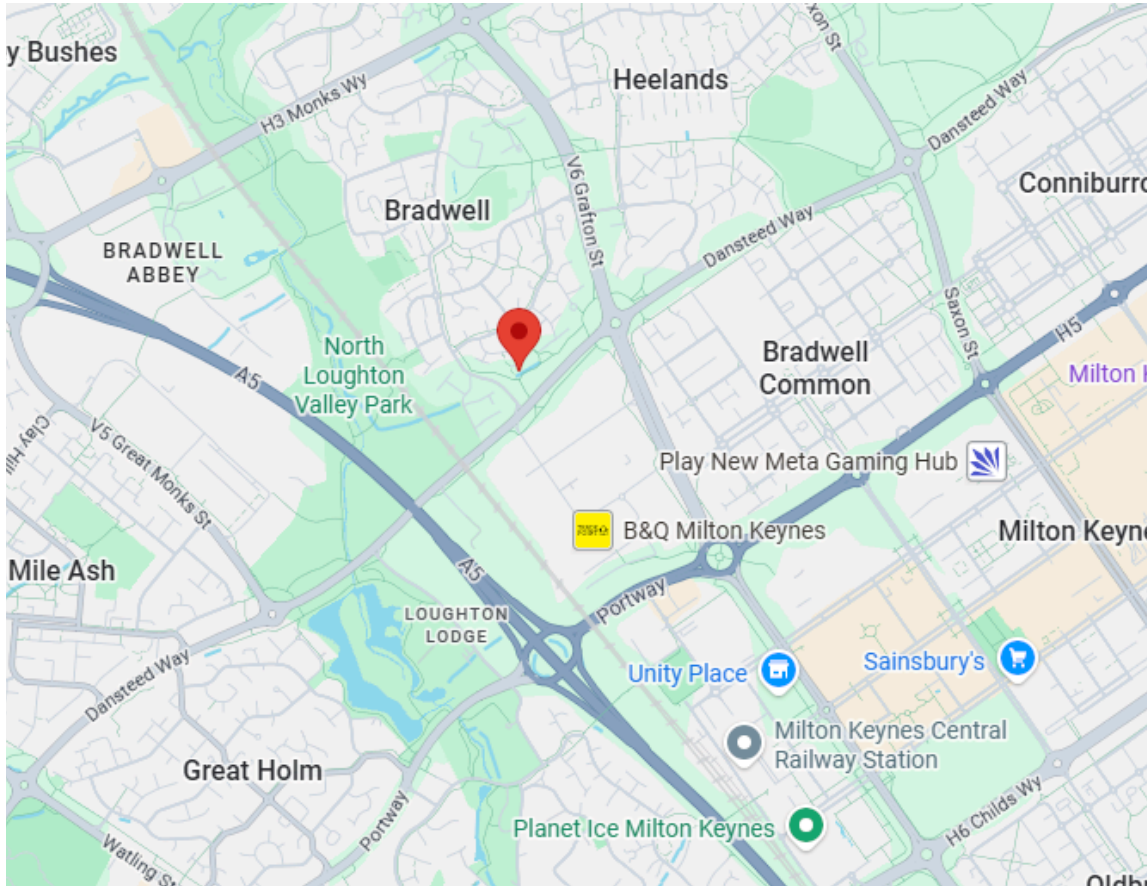 y Bushes
Heelands
Saxon St
H3 Monks Wy
Dansteed Way
V6 Grafton St
Conniburro
Bradwell
BRADWELL
ABBEY
Dansteed Way
Saxon St
H5
North
Loughton
Valley Park
Bradwell
Common
Milton K
A5
Clay Hill
V5 Great Monks St
Play New Meta Gaming Hub
B&Q Milton Keynes
Milton Keyne
Mile Ash
A5
LOUGHTON
LODGE
Portway
Unity Place
Sainsbury's
Dansteed Way
Milton Keynes Central
Railway Station
Great Holm
Portway
Planet Ice Milton Keynes
H6 Childs Wy
Watling St
Oldb